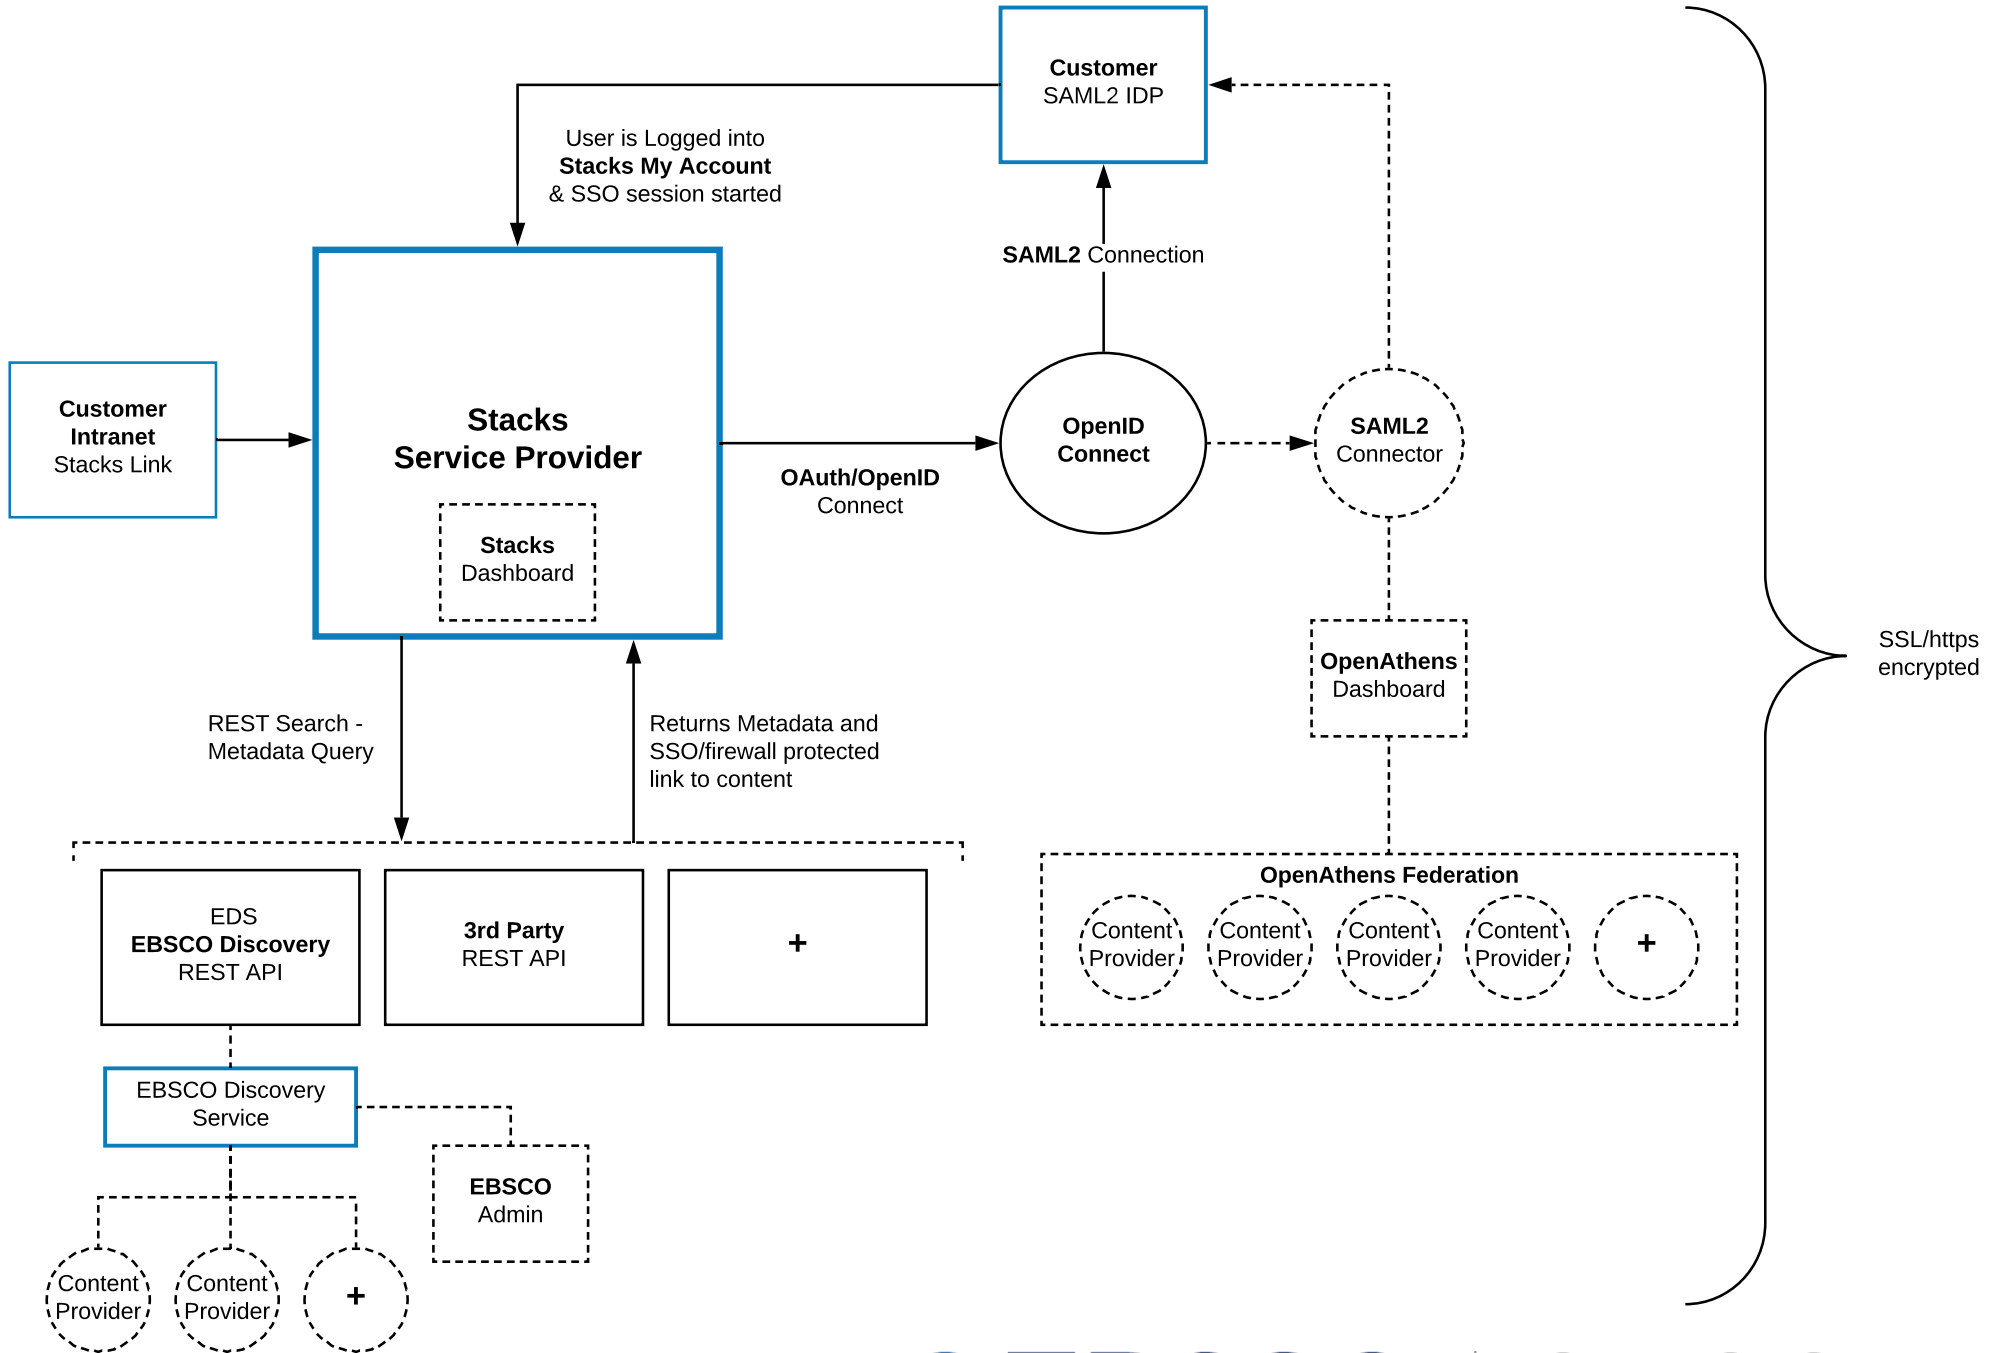 Customer
SAML2 IDP
User is Logged into
Stacks My Account
& SSO session started
SAML2 Connection
Customer
Intranet
Stacks Link
Stacks
Service Provider
Stacks
Dashboard
OAuth/OpenID
Connect
OpenID
Connect
SAML2
Connector
OpenAthens
Dashboard
SSL/https
encrypted
REST Search -
Metadata Query
Returns Metadata and
SSO/firewall protected
link to content
EDS
EBSCO Discovery
REST API
3rd Party
REST API
+
OpenAthens Federation
Content
Provider
Content
Provider
Content
Provider
Content
Provider
+
EBSCO Discovery
Service
EBSCO
Admin
Content
Provider
Content
Provider
+